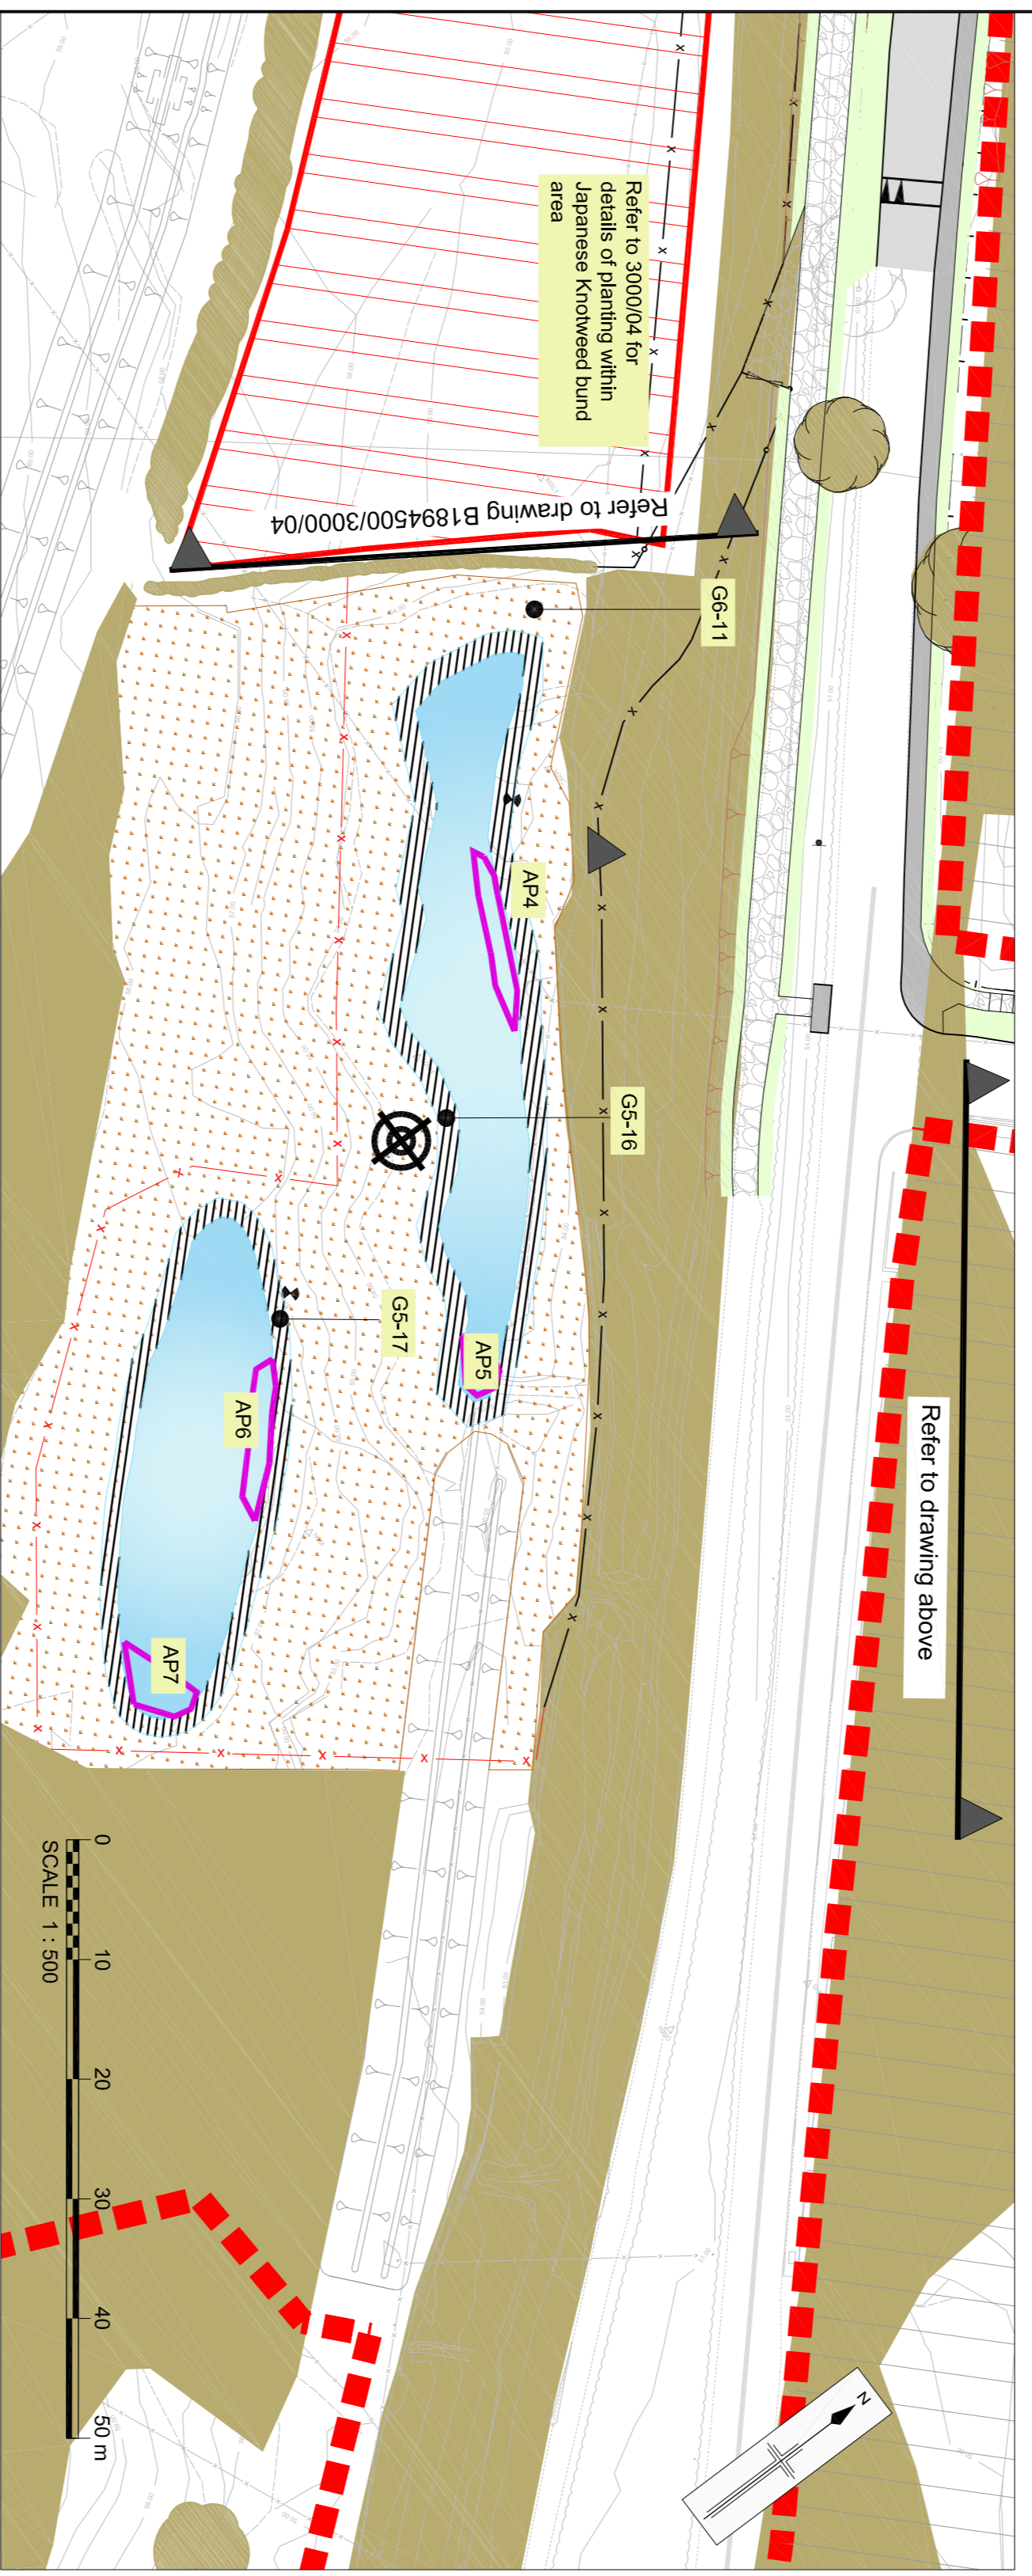 Refer to 3000/04 for
details of planting within
Japanese Knotweed bund
area
Refer to drawing B1894500/3000/04
G6-11
AP4
G5-16
G5-17
AP5
AP6
AP7
Refer to drawing above
0
10
20
30
40
50 m
SCALE 1 : 500
N